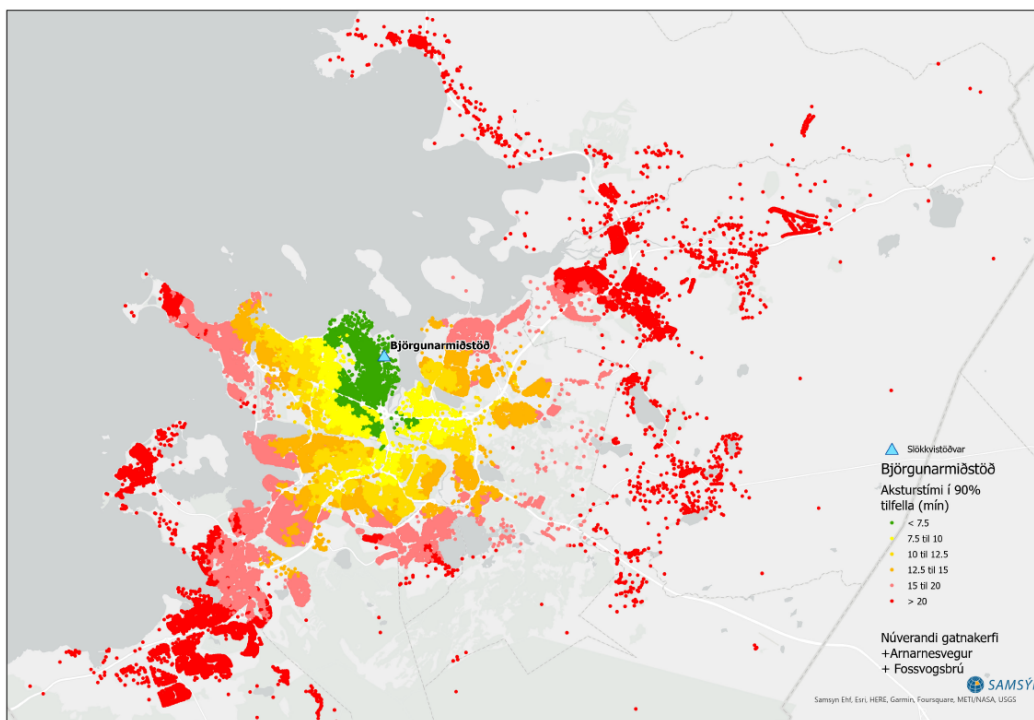 Björgunarmiðstöð
Slökkvistöðvar
Björgunarmiðstöð
Aksturstími í 90%
tilfella (mín)
< 7.5
7.5 til 10
10 til 12.5
12.5 til 15
15 til 20
> 20
Núverandi gatnakerfi
+Arnarnesvegur
+ Fossvogsbrú
SAMSÝN
Samsyn Ehf, Esri, HERE, Garmin, Foursquare, METI/NASA, USGS